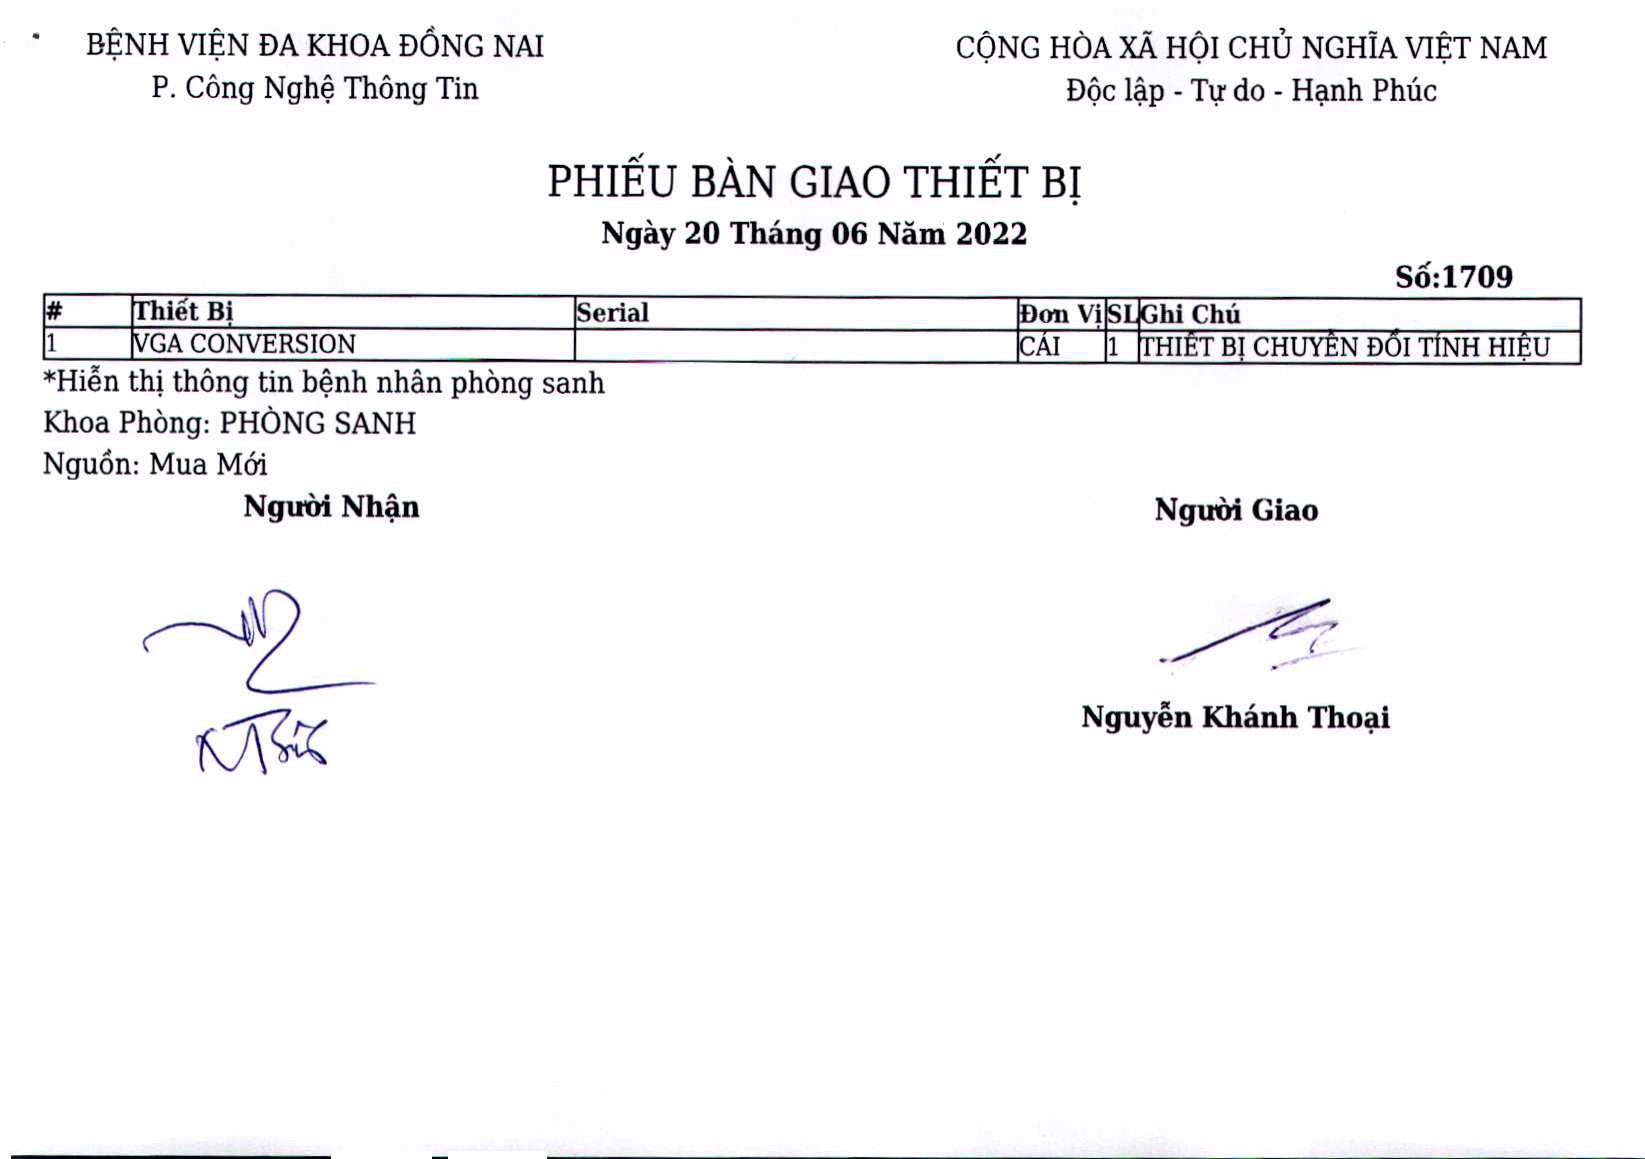 BỆNH VIỆN ĐA KHOA ĐỒNG NAI
P. Công Nghệ Thông Tin
CỘNG HÒA XÃ HỘI CHỦ NGHĨA VIỆT NAM
Độc lập - Tự do - Hạnh Phúc
PHIẾU BÀN GIAO THIẾT BỊ
Ngày 20 Tháng 06 Năm 2022
Số:1709
# Thiết Bị Serial Đơn Vị SL Ghi Chú
1 VGA CONVERSION CÁI 1 THIẾT BỊ CHUYỂN ĐỔI TÍNH HIỆU
*Hiễn thị thông tin bệnh nhân phòng sanh
Khoa Phòng: PHÒNG SANH
Nguồn: Mua Mới
Người Nhận Người Giao
Nguyễn Khánh Thoại